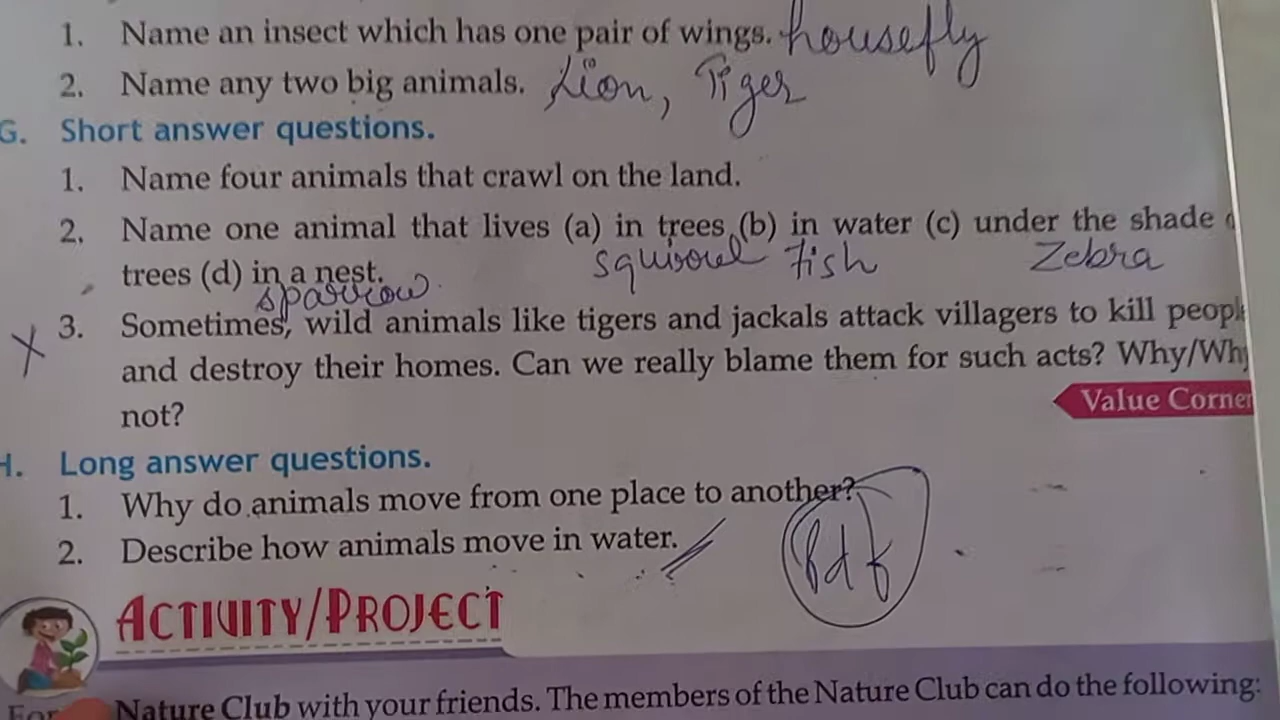 1. Name an insect which has one pair of wings. housefly
2. Name any two big animals. Lion, Tiger
G. Short answer questions.
1. Name four animals that crawl on the land.
2. Name one animal that lives (a) in trees (b) in water (c) under the shade
squirrel fish Zebra
trees (d) in a nest.
sparrow
3. Sometimes, wild animals like tigers and jackals attack villagers to kill peopl
and destroy their homes. Can we really blame them for such acts? Why/Why
not?
Value Corner
H. Long answer questions.
1. Why do animals move from one place to another?
2. Describe how animals move in water.
Pdf
ACTIVITY/PROJECT
For Nature Club with your friends. The members of the Nature Club can do the following: